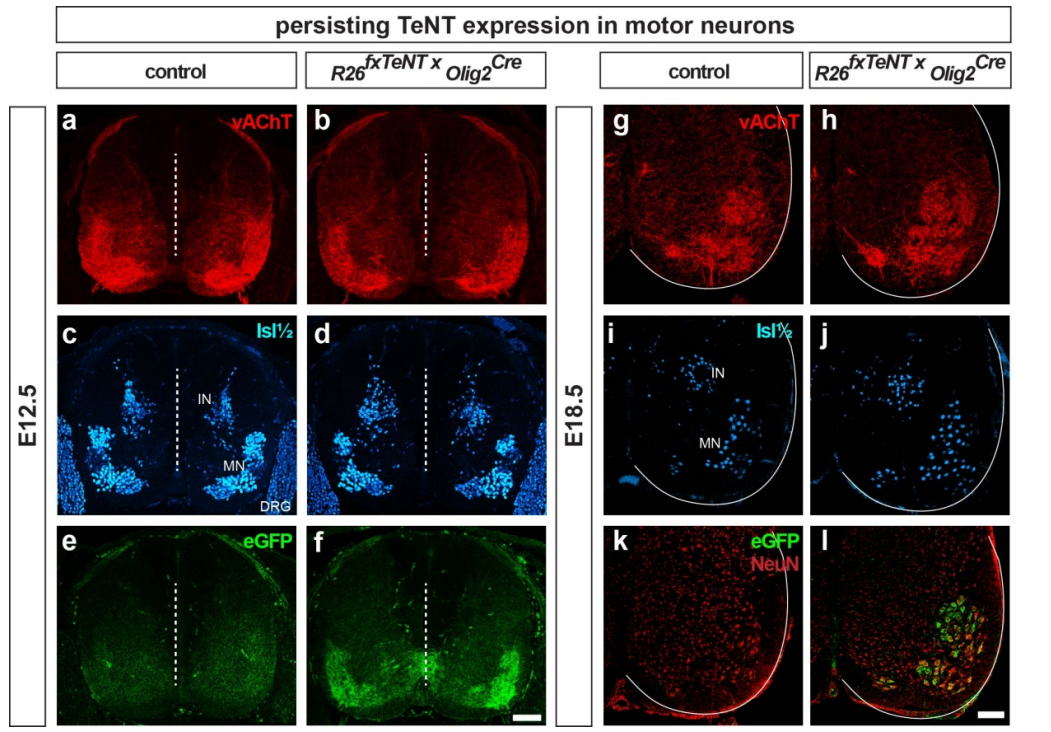 persisting TeNT expression in motor neurons
control
R26fxTeNT x Olig2Cre
control
R26fxTeNT x Olig2Cre
E12.5
E18.5
a
vAChT
b
g
vAChT
h
c
Isl½
IN
MN
DRG
d
i
Isl½
IN
MN
j
e
eGFP
f
k
eGFP
NeuN
l